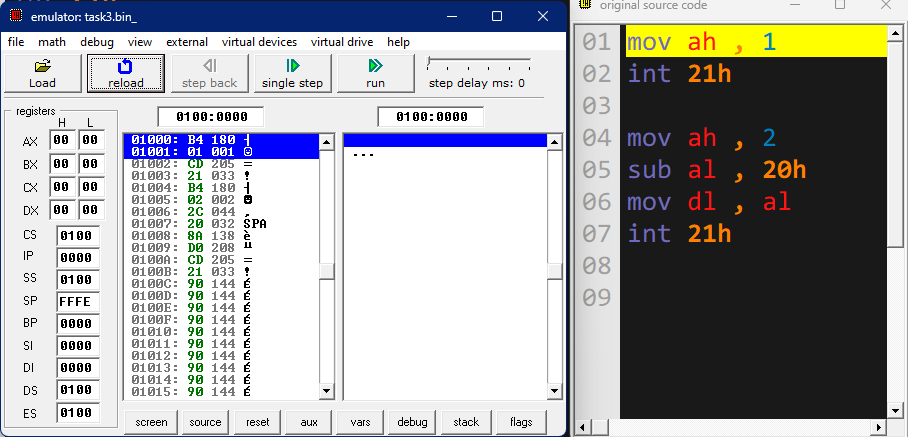 emulator: task3.bin_
file math debug view external virtual devices virtual drive help
Load reload step back single step run step delay ms: 0
registers
H L
AX 00 00
BX 00 00
CX 00 00
DX 00 00
CS 0100
IP 0000
SS 0100
SP FFFE
BP 0000
SI 0000
DI 0000
DS 0100
ES 0100
0100:0000
01000: B4 180 ┤
01001: 01 001 ☺
01002: CD 205 =
01003: 21 033 !
01004: B4 180 ┤
01005: 02 002 ☻
01006: 2C 044 ,
01007: 20 032 SPA
01008: 8A 138 è
01009: D0 208 ╨
0100A: CD 205 =
0100B: 21 033 !
0100C: 90 144 É
0100D: 90 144 É
0100E: 90 144 É
0100F: 90 144 É
01010: 90 144 É
01011: 90 144 É
01012: 90 144 É
01013: 90 144 É
01014: 90 144 É
01015: 90 144 É
0100:0000
...
screen source reset aux vars debug stack flags
original source code
01 mov ah , 1
02 int 21h
03
04 mov ah , 2
05 sub al , 20h
06 mov dl , al
07 int 21h
08
09